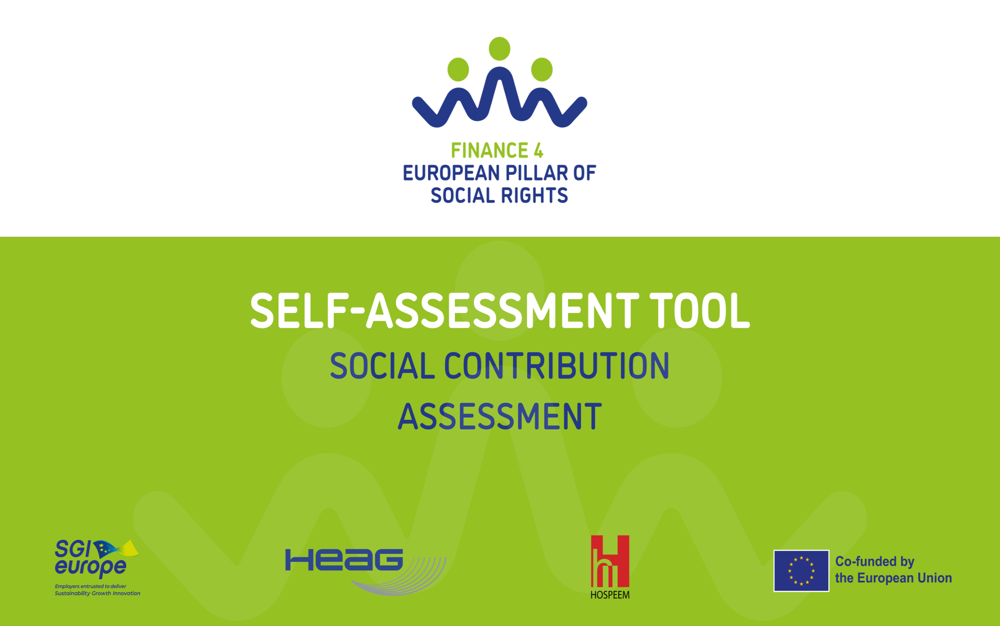 FINANCE 4
EUROPEAN PILLAR OF
SOCIAL RIGHTS
SELF-ASSESSMENT TOOL
SOCIAL CONTRIBUTION
ASSESSMENT
SGI
europe
Employers entrusted to deliver
Sustainability Growth Innovation
HEAG
HOSPEEM
Co-funded by
the European Union